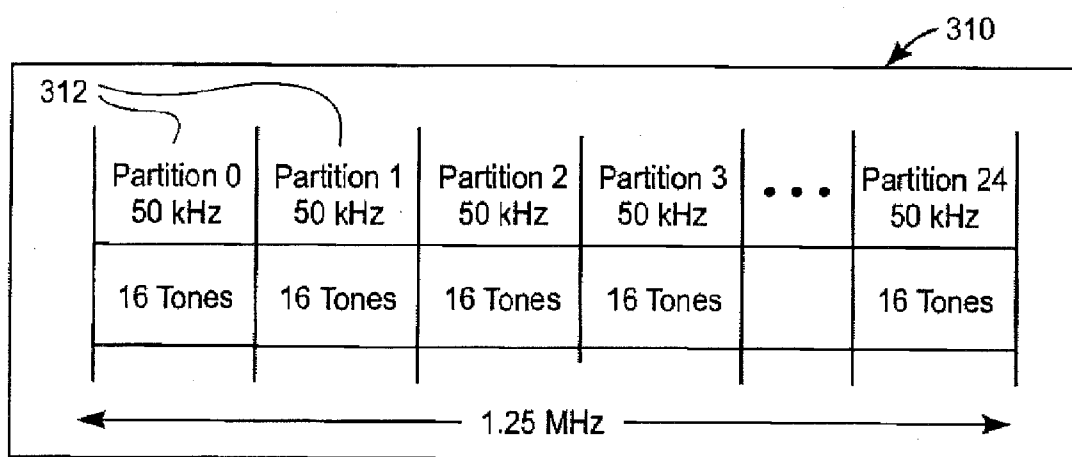 310
312
Partition 0 Partition 1 Partition 2 Partition 3 • • • Partition 24
50 kHz 50 kHz 50 kHz 50 kHz 50 kHz
16 Tones 16 Tones 16 Tones 16 Tones 16 Tones
1.25 MHz